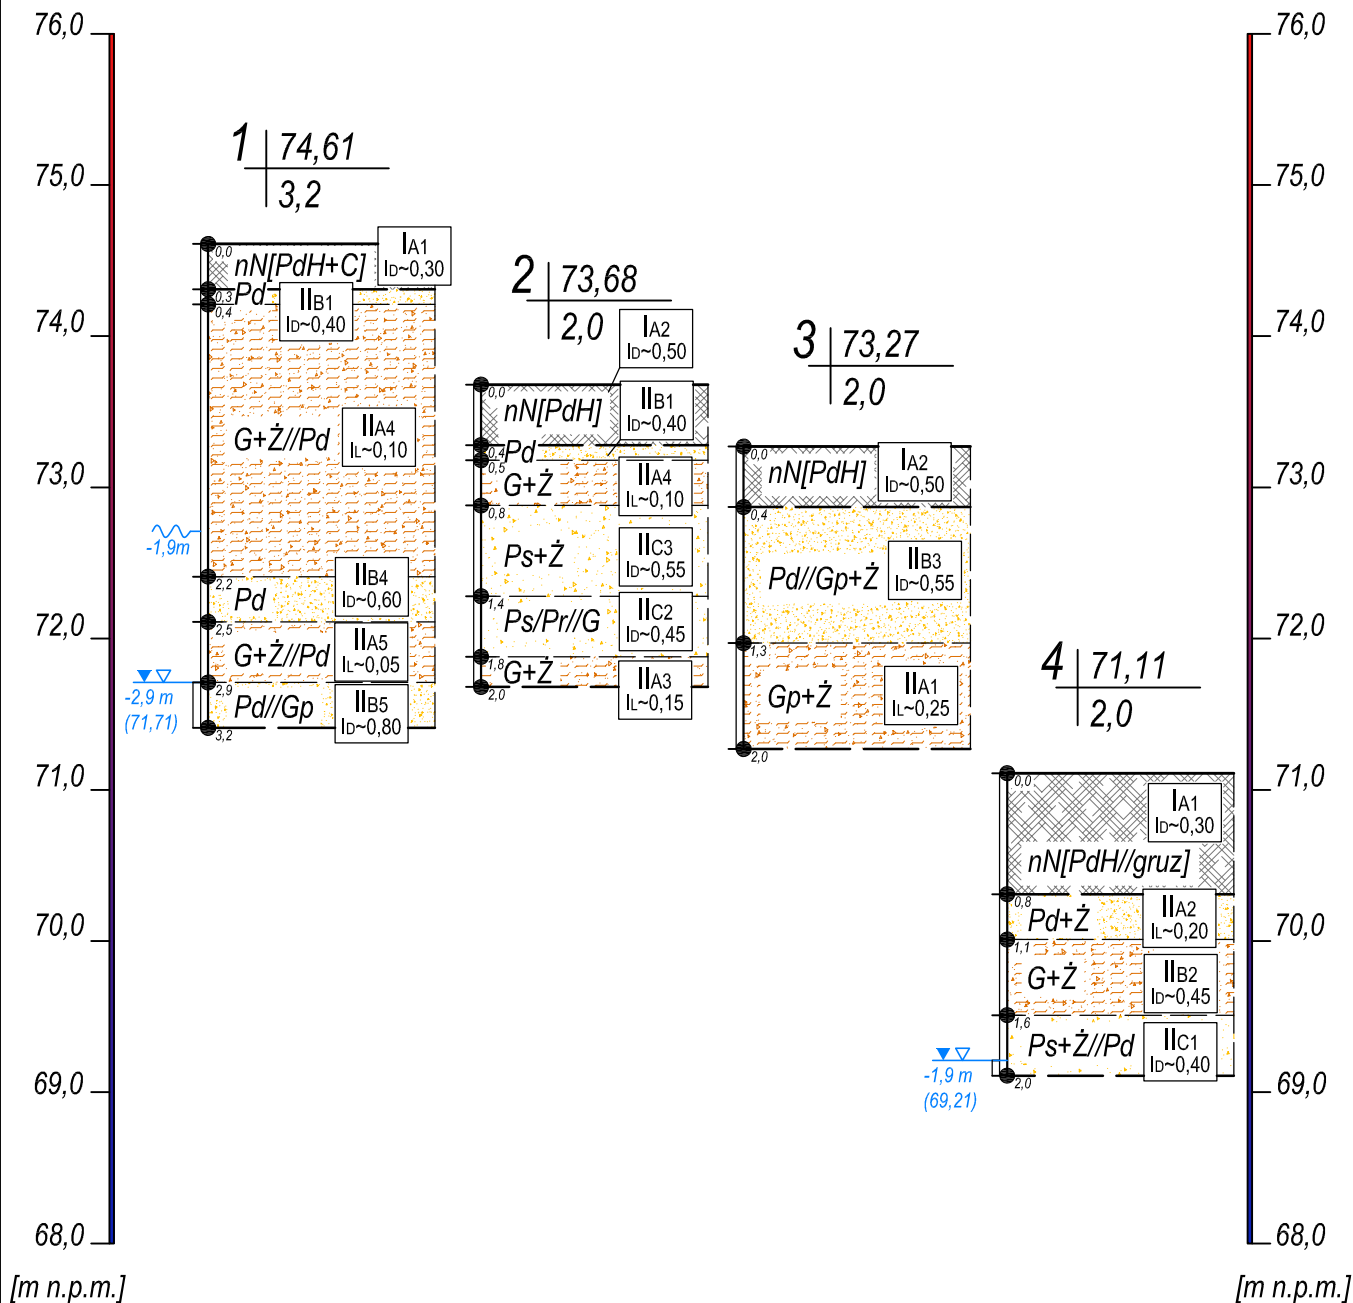 76,0
75,0
74,0
73,0
72,0
71,0
70,0
69,0
68,0
[m n.p.m.]
1 74,61
3,2
0,0
nN[PdH+C]
IA1
ID~0,30
0,3
Pd
IIB1
ID~0,40
0,4
G+Ż//Pd
IIA4
IL~0,10
-1,9m
2,2
Pd
IIB4
ID~0,60
2,5
G+Ż//Pd
IIA5
IL~0,05
-2,9 m
(71,71)
2,9
Pd//Gp
IIB5
ID~0,80
3,2
2 73,68
2,0
IA2
ID~0,50
0,0
nN[PdH]
IIB1
ID~0,40
0,4
Pd
0,5
G+Ż
IIA4
IL~0,10
0,8
Ps+Ż
IIC3
ID~0,55
1,4
Ps/Pr//G
IIC2
ID~0,45
1,8
G+Ż
IIA3
IL~0,15
2,0
3 73,27
2,0
0,0
nN[PdH]
IA2
ID~0,50
0,4
Pd//Gp+Ż
IIB3
ID~0,55
1,3
Gp+Ż
IIA1
IL~0,25
2,0
4 71,11
2,0
0,0
IA1
ID~0,30
nN[PdH//gruz]
0,8
Pd+Ż
IIA2
IL~0,20
1,1
G+Ż
IIB2
ID~0,45
1,6
Ps+Ż//Pd
IIC1
ID~0,40
-1,9 m
(69,21)
2,0
76,0
75,0
74,0
73,0
72,0
71,0
70,0
69,0
68,0
[m n.p.m.]